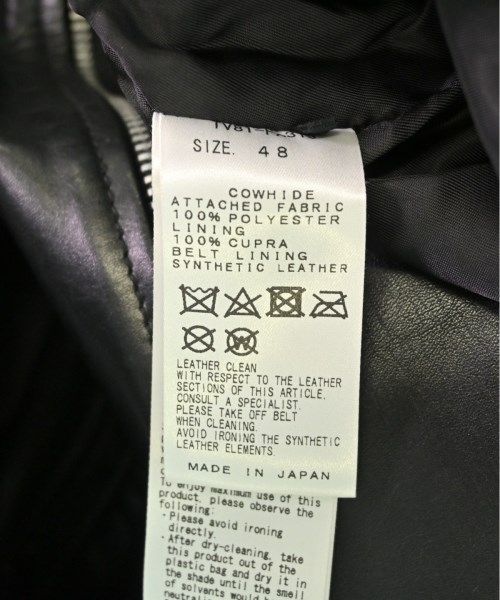 SIZE. 48
COWHIDE
ATTACHED FABRIC
100% POLYESTER
LINING
100% CUPRA
BELT LINING
SYNTHETIC LEATHER
W
LEATHER CLEAN
WITH RESPECT TO THE LEATHER
SECTIONS OF THIS ARTICLE,
CONSULT A SPECIALIST.
PLEASE TAKE OFF BELT
WHEN CLEANING.
AVOID IRONING THE SYNTHETIC
LEATHER ELEMENTS.
MADE IN JAPAN
To enjoy maximum use of this
product, please observe the
following:
・Please avoid ironing
directly.
・After dry-cleaning, take
this product out of the
plastic bag and dry it in
the shade until the smell
of solvents would be